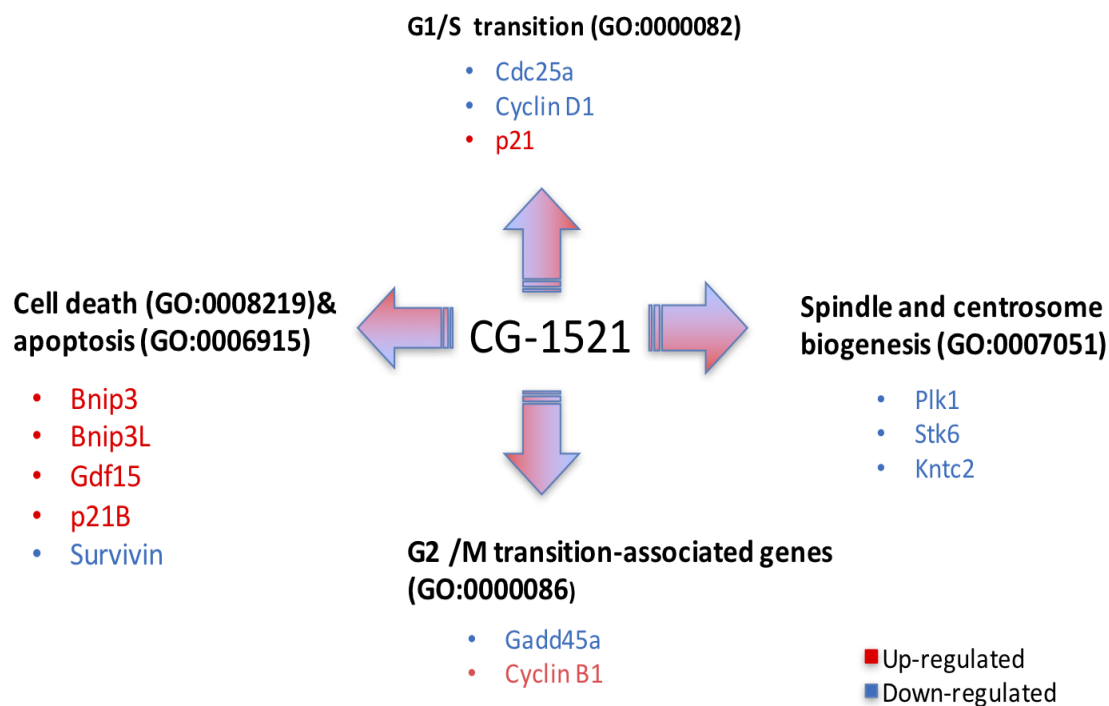 G1/S transition (GO:0000082)
• Cdc25a
• Cyclin D1
• p21
Cell death (GO:0008219)&
apoptosis (GO:0006915)
• Bnip3
• Bnip3L
• Gdf15
• p21B
• Survivin
CG-1521
Spindle and centrosome
biogenesis (GO:0007051)
• Plk1
• Stk6
• Kntc2
G2 /M transition-associated genes
(GO:0000086)
• Gadd45a
• Cyclin B1
Up-regulated
Down-regulated